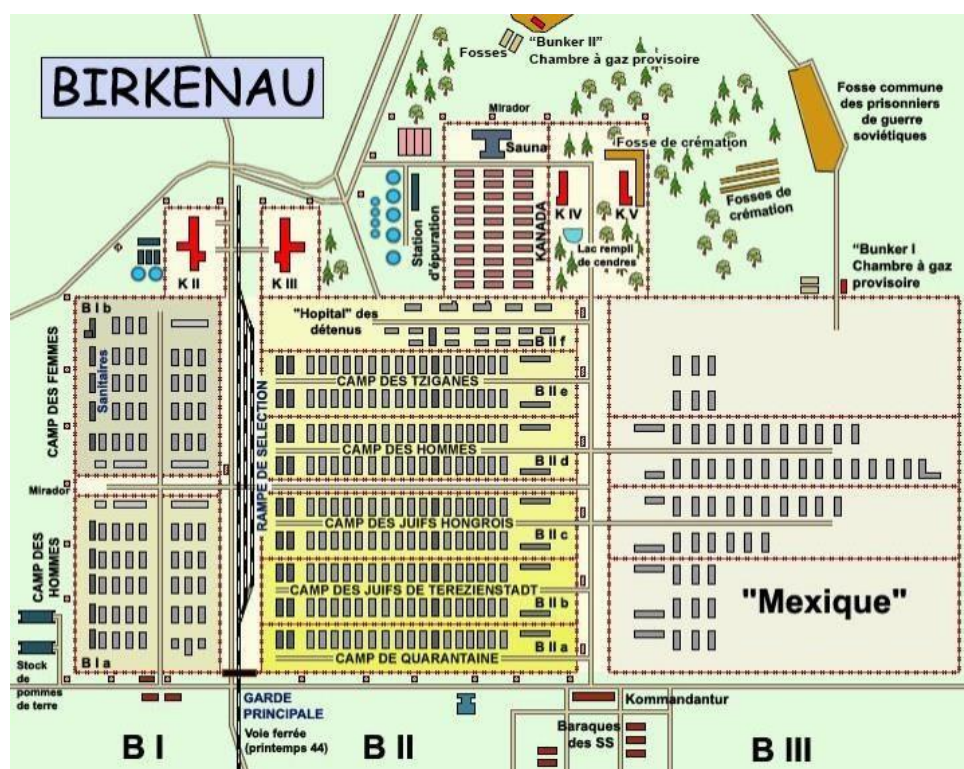 BIRKENAU
Fosses
"Bunker II"
Chambre à gaz provisoire
Fosse commune
des prisonniers
de guerre
soviétiques
Mirador
Sauna
Fosse de crémation
Fosses de
crémation
K II
K III
Station
d'épuration
KANADA
K IV
K V
Lac rempli
de cendres
"Bunker I
Chambre à gaz
provisoire
CAMP DES FEMMES
B I b
Sanitaires
"Hopital" des
détenus
B II f
CAMP DES TZIGANES
B II e
RAMPE DE SELECTION
CAMP DES HOMMES
B II d
Mirador
CAMP DES JUIFS HONGROIS
B II c
CAMP DES
HOMMES
CAMP DES JUIFS DE TEREZIENSTADT
B II b
"Mexique"
B II a
CAMP DE QUARANTAINE
B I a
Stock
de
pommes
de terre
GARDE
PRINCIPALE
Voie ferrée
(printemps 44)
Kommandantur
Baraques
des SS
B I
B II
B III